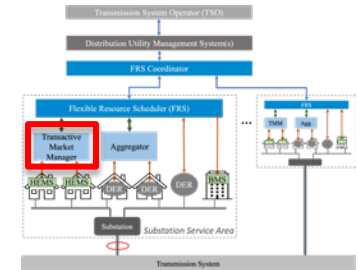 Transmission System Operator (TSO)
Distribution Utility Management System(s)
FRS Coordinator
Flexible Resource Scheduler (FRS)
Transactive
Market
Manager
Aggregator
HEMS
HEMS
DER
DER
DER
BMS
Substation
Substation Service Area
...
FRS
TMM
Agg.
Transmission System